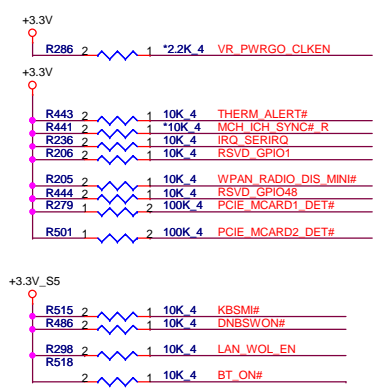 +3.3V
R286 2 1 *2.2K_4 VR_PWRGO_CLKEN
+3.3V
R443 2 1 10K_4 THERM_ALERT#
R441 2 1 *10K_4 MCH_ICH_SYNC#_R
R236 2 1 10K_4 IRQ_SERIRQ
R206 2 1 10K_4 RSVD_GPIO1
R205 2 1 10K_4 WPAN_RADIO_DIS_MINI#
R444 2 1 10K_4 RSVD_GPIO48
R279 1 2 100K_4 PCIE_MCARD1_DET#
R501 1 2 100K_4 PCIE_MCARD2_DET#
+3.3V_S5
R515 2 1 10K_4 KBSMI#
R486 2 1 10K_4 DNBSWON#
R298 2 1 10K_4 LAN_WOL_EN
R518
2 1 10K_4 BT_ON#